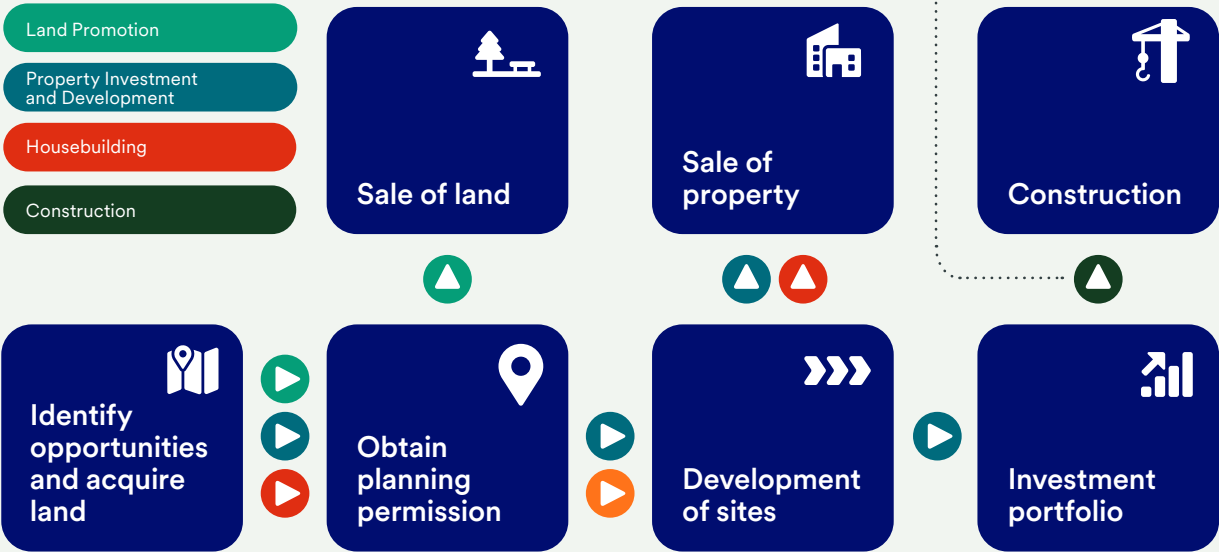 Land Promotion
Property Investment
and Development
Housebuilding
Construction
Sale of land
Sale of
property
Construction
Identify
opportunities
and acquire
land
Obtain
planning
permission
Development
of sites
Investment
portfolio